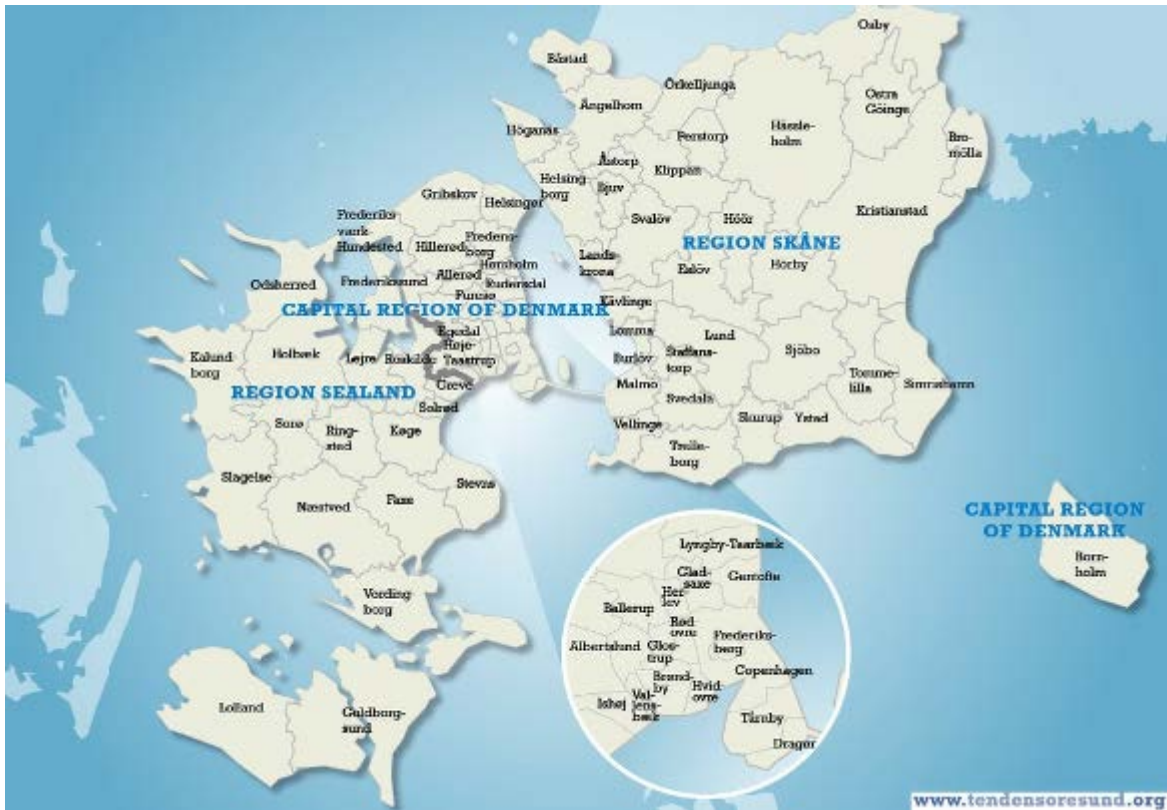 Osby
Båstad
Örkelljunga
Ängelholm
Östra
Göinge
Höganäs
Perstorp
Hässle-
holm
Bro-
mölla
Åstorp
Klippan
Helsing
borg
Bjuv
Gribskov
Helsingør
Svalöv
Höör
Kristianstad
Frederiks
værk-
Hundested
Hillerød
Fredens-
borg
REGION SKÅNE
Hørsholm
Lands-
krona
Eslöv
Hörby
Allerød
Rudersdal
Odsherred
Frederikssund
Furesø
Kävlinge
CAPITAL REGION OF DENMARK
Egedal
Lomma
Lund
Kalund
borg
Holbæk
Lejre
Roskilde
Høje-
Taastrup
Burlöv
Staffans-
torp
Sjöbo
Tomme-
lilla
Simrishamn
Greve
Malmö
REGION SEALAND
Solrød
Svedala
Vellinge
Skurup
Ystad
Sorø
Ring-
sted
Køge
Trelle-
borg
Slagelse
Stevns
Næstved
Faxe
CAPITAL REGION
OF DENMARK
Born-
holm
Vording
borg
Lolland
Guldborg-
sund
Lyngby-Taarbæk
Glad-
saxe
Gentofte
Her
lev
Ballerup
Rød
ovre
Frederiks-
berg
Albertslund
Glos-
trup
Copenhagen
Brønd-
by
Hvid
ovre
Ishøj
Val-
lens-
bæk
Tårnby
Dragør
www.tendensoresund.org